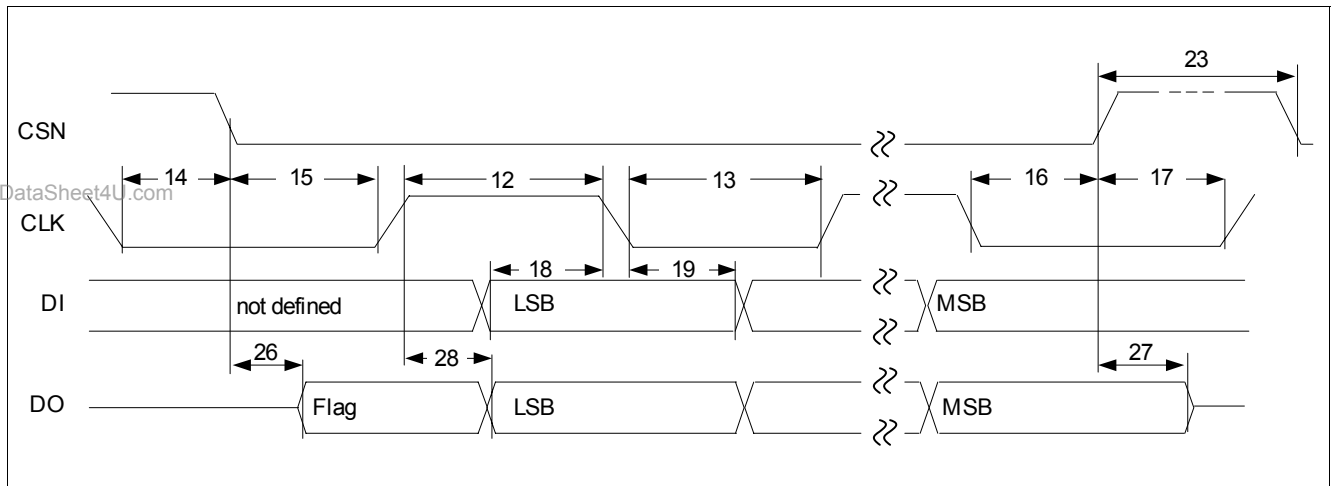 23
CSN
14 15 12 13 16 17
DataSheet4U.com
CLK
18 19
DI not defined LSB MSB
26 28 27
DO Flag LSB MSB